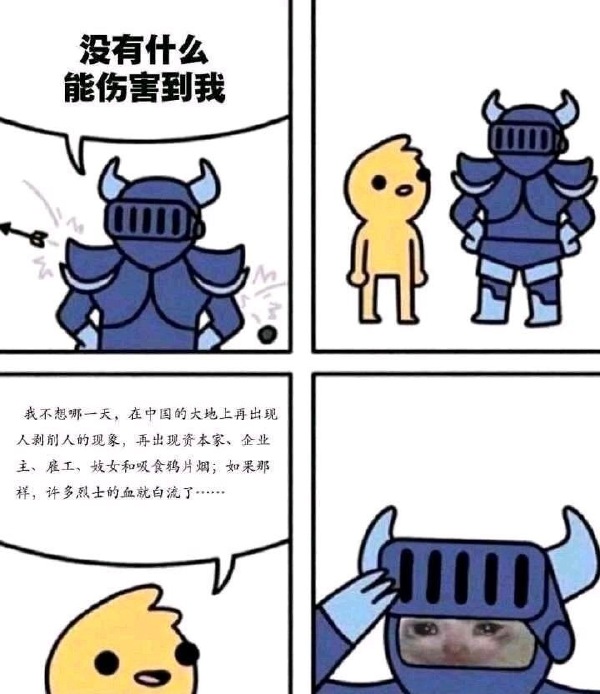 没有什么
能伤害到我
我不想哪一天，在中国的大地上再出现
人剥削人的现象，再出现资本家、企业
主、雇工、妓女和吸食鸦片烟；如果那
样，许多烈士的血就白流了……